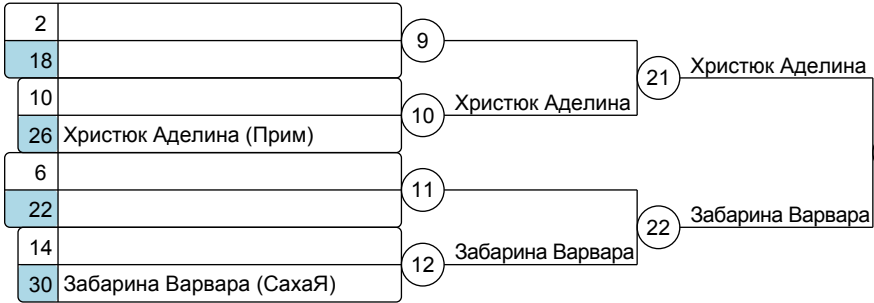 2
18
9
10
26 Христюк Аделина (Прим)
10 Христюк Аделина
21 Христюк Аделина
6
22
11
14
30 Забарина Варвара (СахаЯ)
12 Забарина Варвара
22 Забарина Варвара